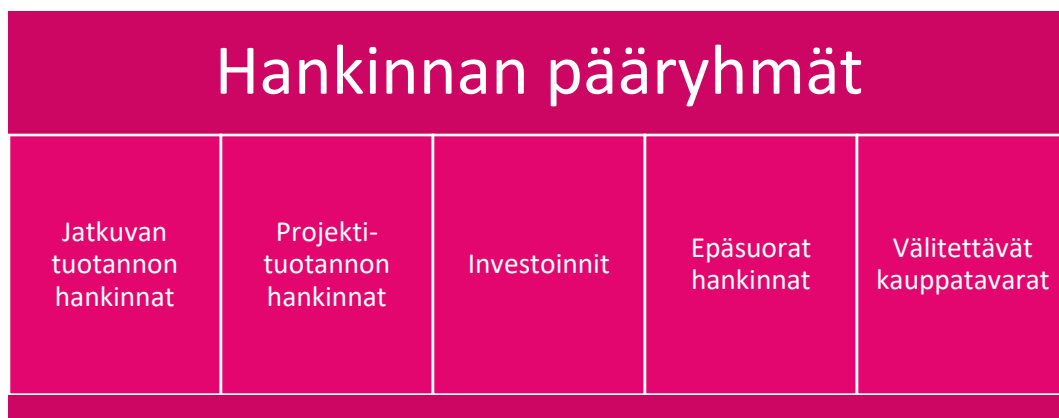 Hankinnan pääryhmät
Jatkuvan
tuotannon
hankinnat
Projekti-
tuotannon
hankinnat
Investoinnit
Epäsuorat
hankinnat
Välitettävät
kauppatavarat